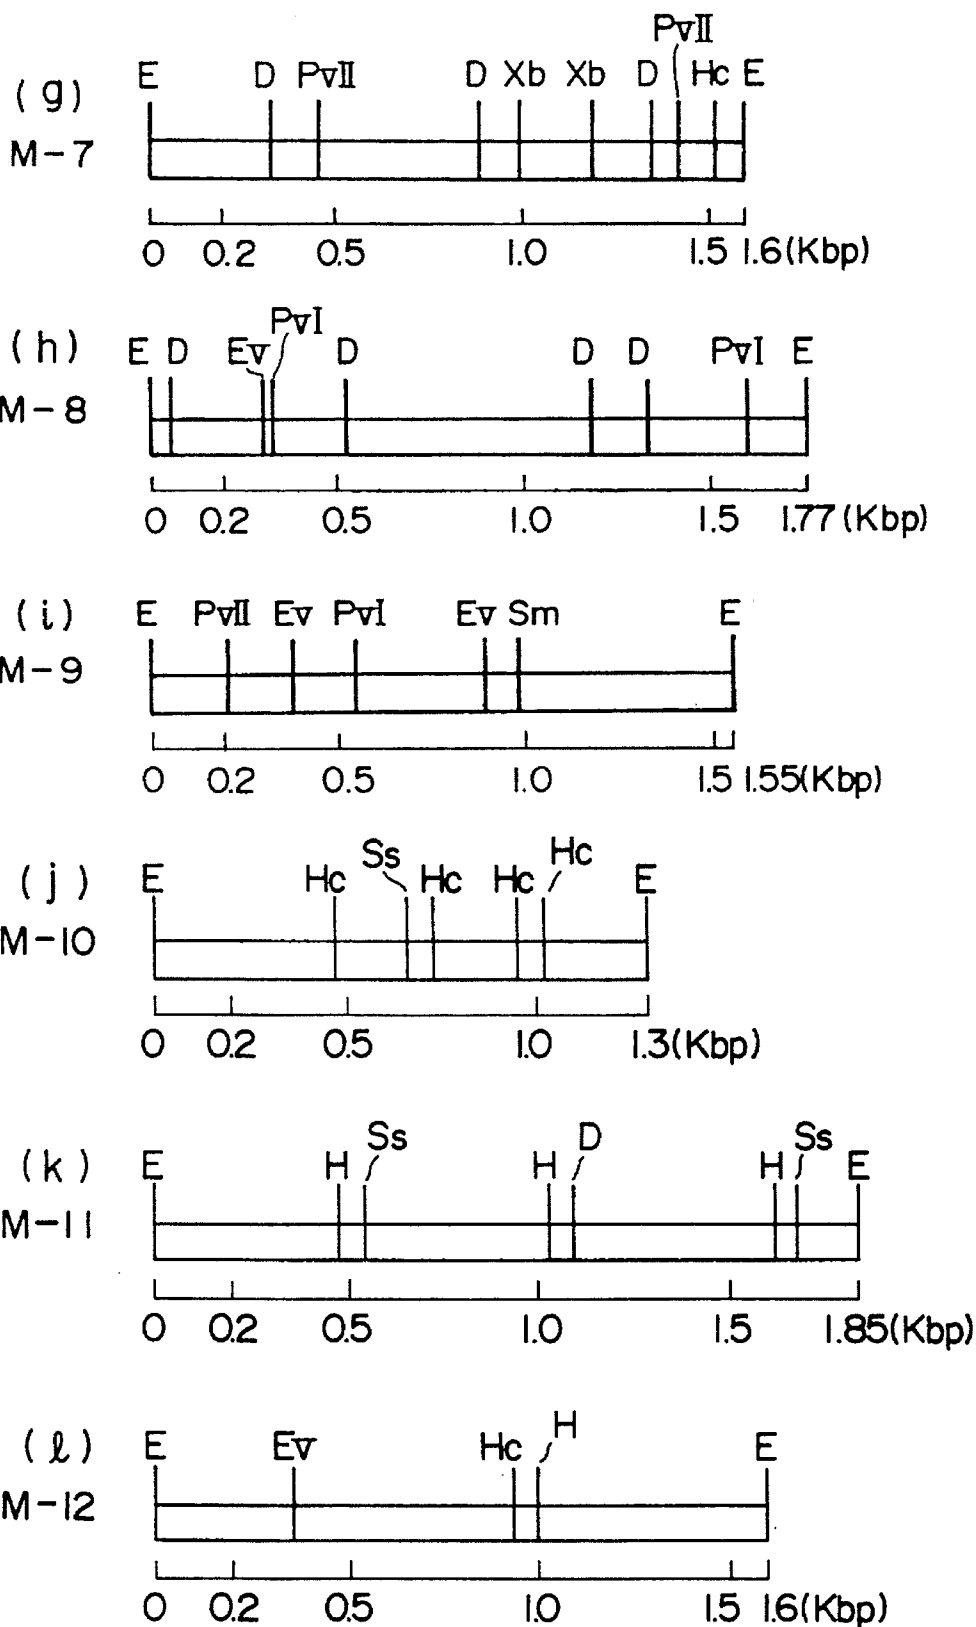 PvII
(g) E D PvII D Xb Xb D Hc E
M-7
0 0.2 0.5 1.0 1.5 1.6(Kbp)
PvI
(h) E D Ev D D D PvI E
M-8
0 0.2 0.5 1.0 1.5 1.77(Kbp)
(i) E PvII Ev PvI Ev Sm E
M-9
0 0.2 0.5 1.0 1.5 1.55(Kbp)
Ss Hc
(j) E Hc Hc Hc E
M-10
0 0.2 0.5 1.0 1.3(Kbp)
Ss D Ss
(k) E H H H E
M-11
0 0.2 0.5 1.0 1.5 1.85(Kbp)
H
(ℓ) E Ev Hc E
M-12
0 0.2 0.5 1.0 1.5 1.6(Kbp)